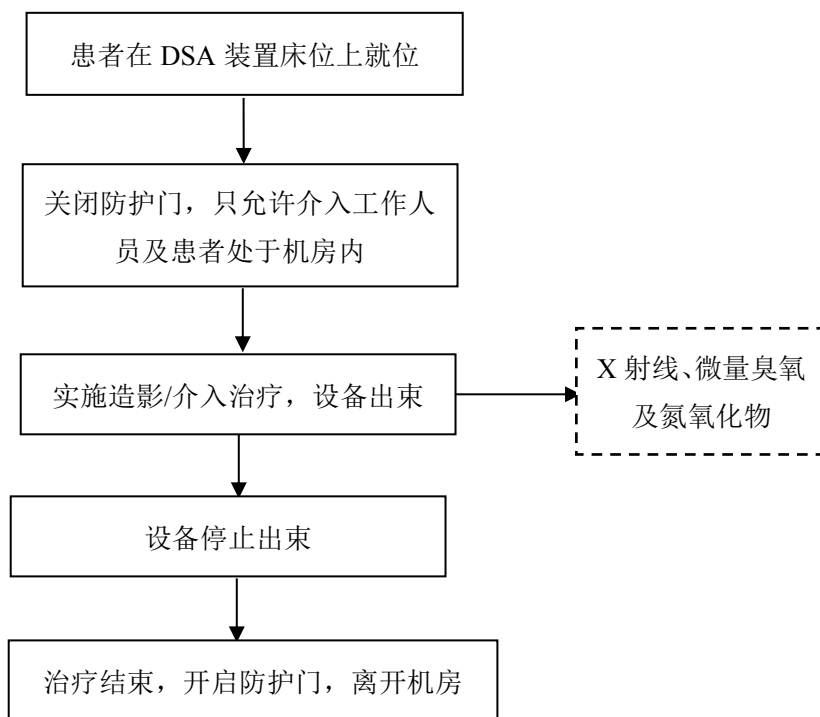 患者在 DSA 装置床位上就位
关闭防护门，只允许介入工作人
员及患者处于机房内
实施造影/介入治疗，设备出束
X 射线、微量臭氧
及氮氧化物
设备停止出束
治疗结束，开启防护门，离开机房